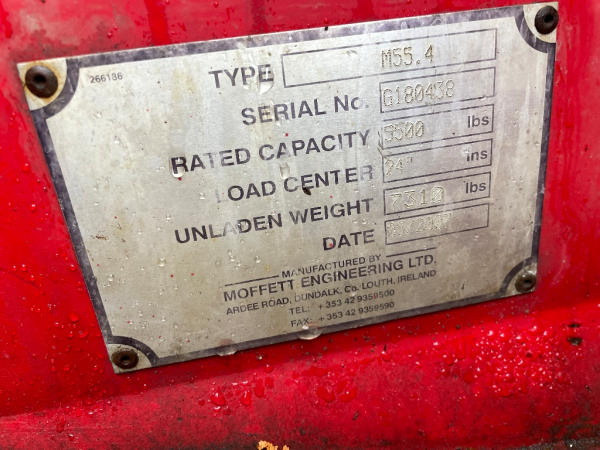 266186
TYPE M55.4
SERIAL No. G180438
RATED CAPACITY 5500 lbs
LOAD CENTER 24" ins
UNLADEN WEIGHT 7310 lbs
DATE
MANUFACTURED BY
MOFFETT ENGINEERING LTD.
ARDEE ROAD, DUNDALK, Co. LOUTH, IRELAND
TEL: +353 42 9359500
FAX: +353 42 9359590